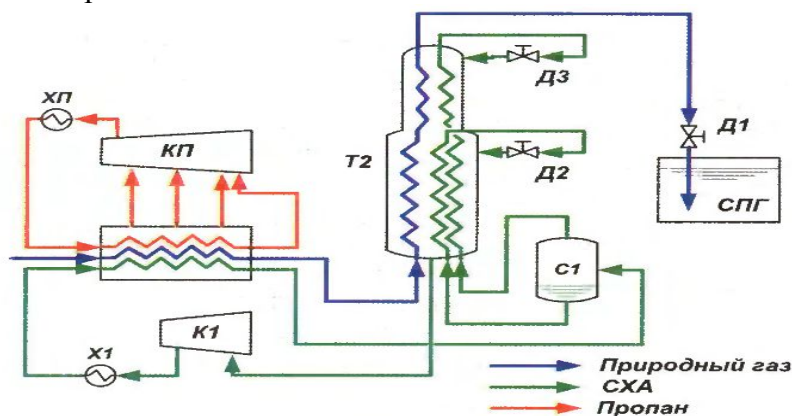 ХП
КП
Т2
Д3
Д2
Д1
СПГ
С1
К1
Х1
Природный газ
СХА
Пропан